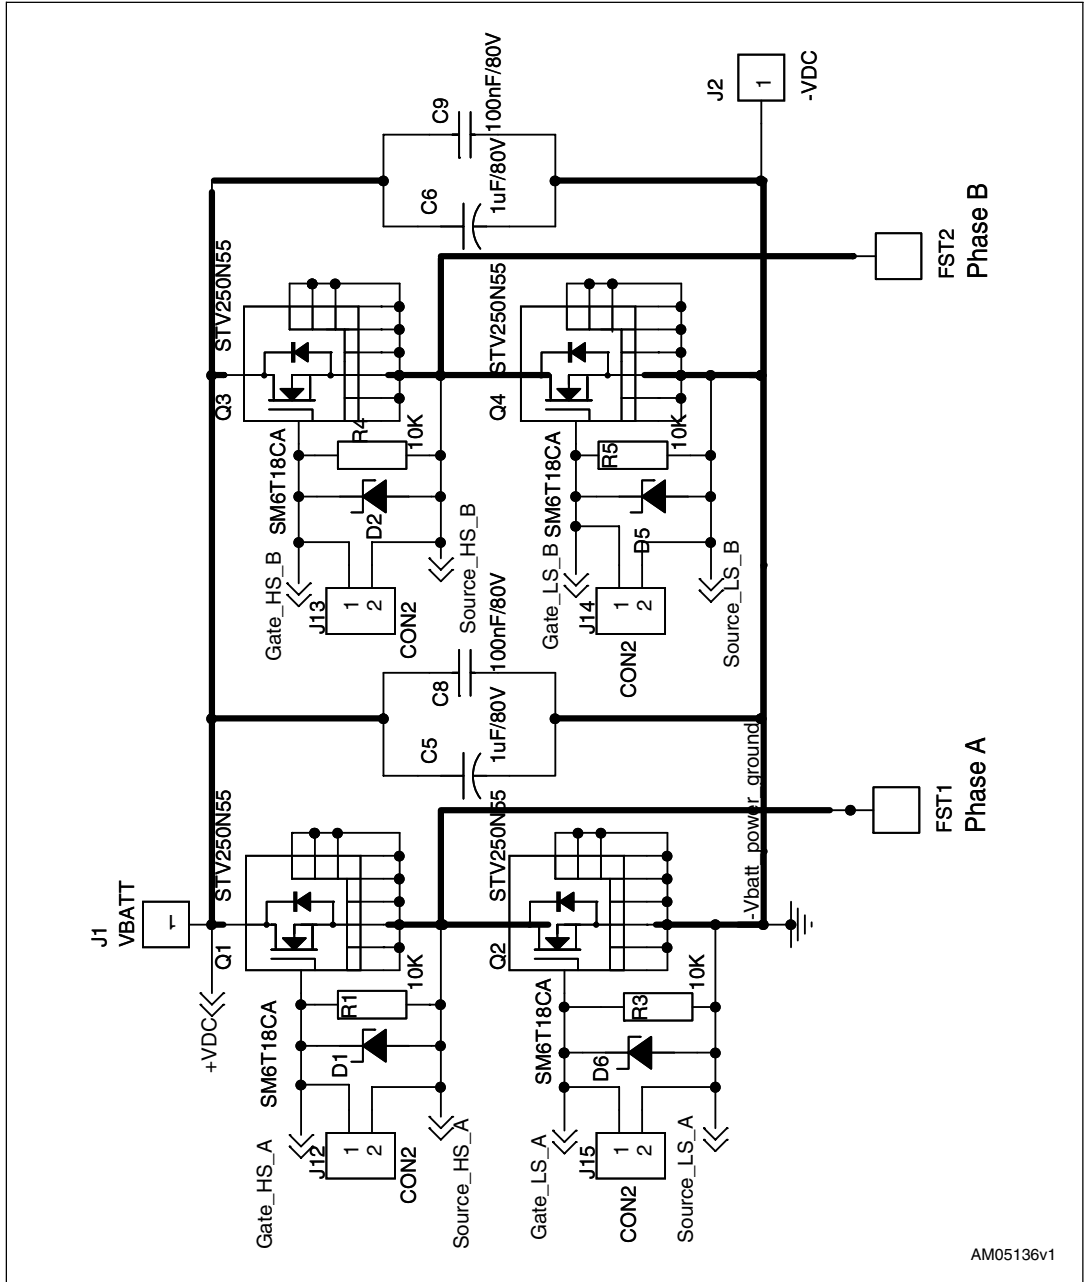 J1
VBATT
1
+VDC
Q1
STV250N55
SM6T18CA
R1
10K
D1
Gate_HS_A
J12
1
2
CON2
Source_HS_A
Q2
STV250N55
SM6T18CA
R3
10K
D6
Gate_LS_A
J15
1
2
CON2
Source_LS_A
C5
1uF/80V
C8
100nF/80V
-Vbatt power ground
FST1
Phase A
Q3
STV250N55
SM6T18CA
R4
10K
D2
Gate_HS_B
J13
1
2
CON2
Source_HS_B
Q4
STV250N55
SM6T18CA
R5
10K
D5
Gate_LS_B
J14
1
2
CON2
Source_LS_B
C6
1uF/80V
C9
100nF/80V
J2
1
-VDC
FST2
Phase B
AM05136v1